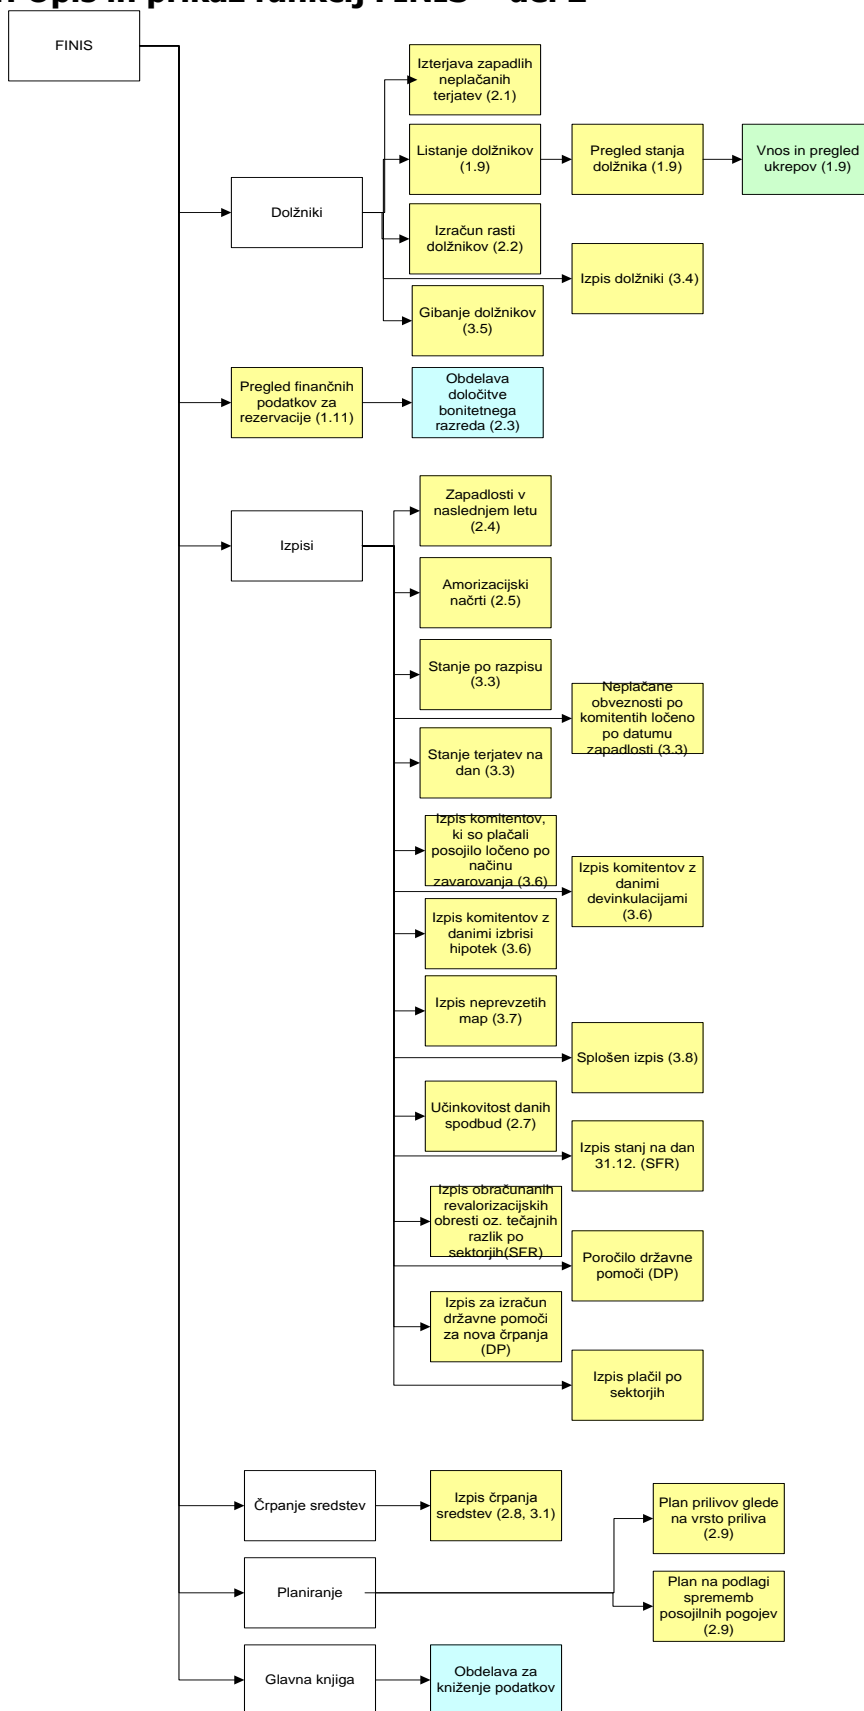 FINIS
Izterjava zapadlih
neplačanih
terjatev (2.1)
Listanje dolžnikov
(1.9)
Pregled stanja
dolžnika (1.9)
Vnos in pregled
ukrepov (1.9)
Dolžniki
Izračun rasti
dolžnikov (2.2)
Izpis dolžniki (3.4)
Gibanje dolžnikov
(3.5)
Pregled finančnih
podatkov za
rezervacije (1.11)
Obdelava
določitve
bonitetnega
razreda (2.3)
Zapadlosti v
naslednjem letu
(2.4)
Izpisi
Amorizacijski
načrti (2.5)
Stanje po razpisu
(3.3)
Neplačane
obveznosti po
komitentih ločeno
po datumu
zapadlosti (3.3)
Stanje terjatev na
dan (3.3)
Izpis komitentov,
ki so plačali
posojilo ločeno po
načinu
zavarovanja (3.6)
Izpis komitentov z
danimi
devinkulacijami
(3.6)
Izpis komitentov z
danimi izbrisi
hipotek (3.6)
Izpis neprevzetih
map (3.7)
Splošen izpis (3.8)
Učinkovitost danih
spodbud (2.7)
Izpis stanj na dan
31.12. (SFR)
Izpis obračunanih
revalorizacijskih
obresti oz. tečajnih
razlik po
sektorjih(SFR)
Poročilo državne
pomoči (DP)
Izpis za izračun
državne pomoči
za nova črpanja
(DP)
Izpis plačil po
sektorjih
Črpanje sredstev
Izpis črpanja
sredstev (2.8, 3.1)
Plan prilivov glede
na vrsto priliva
(2.9)
Planiranje
Plan na podlagi
sprememb
posojilnih pogojev
(2.9)
Glavna knjiga
Obdelava za
kniženje podatkov